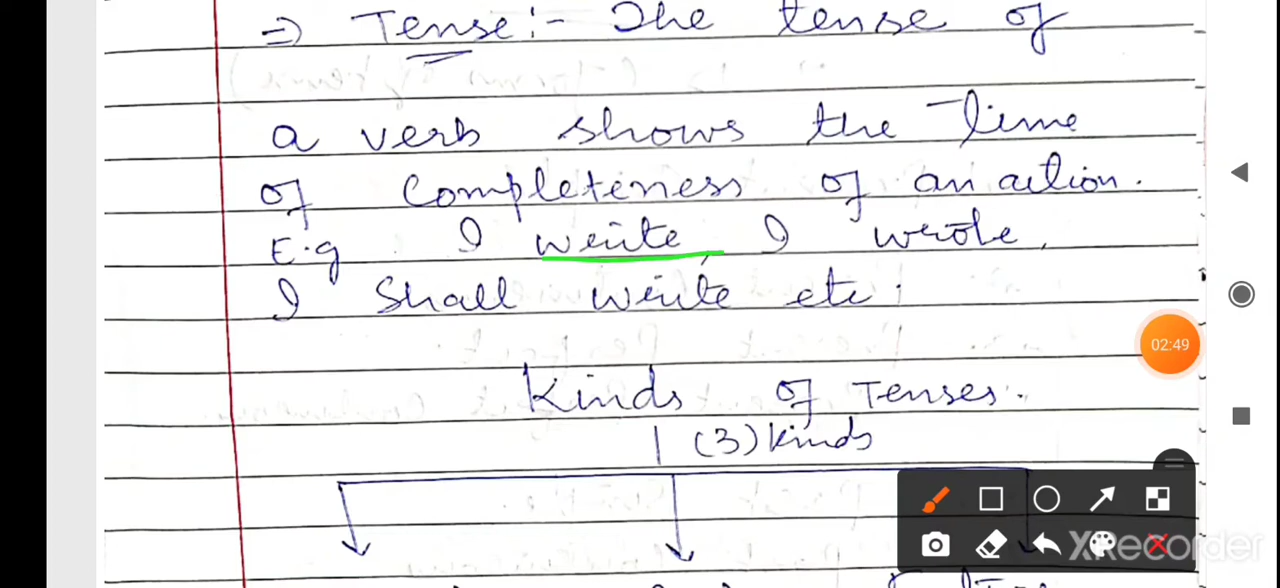 ⇒ Tense:- The tense of
a verb shows the time
of completeness of an action.
E.g I write, I wrote,
I shall write etc.
Kinds of Tenses.
(3) kinds
02:49
XRecorder